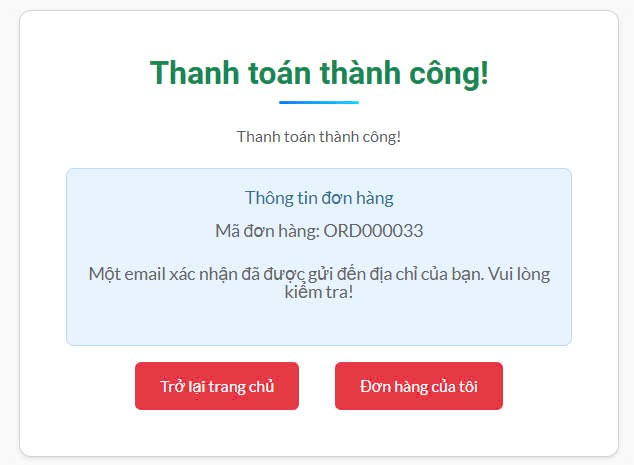 Thanh toán thành công!
Thanh toán thành công!
Thông tin đơn hàng
Mã đơn hàng: ORD000033
Một email xác nhận đã được gửi đến địa chỉ của bạn. Vui lòng
kiểm tra!
Trở lại trang chủ
Đơn hàng của tôi